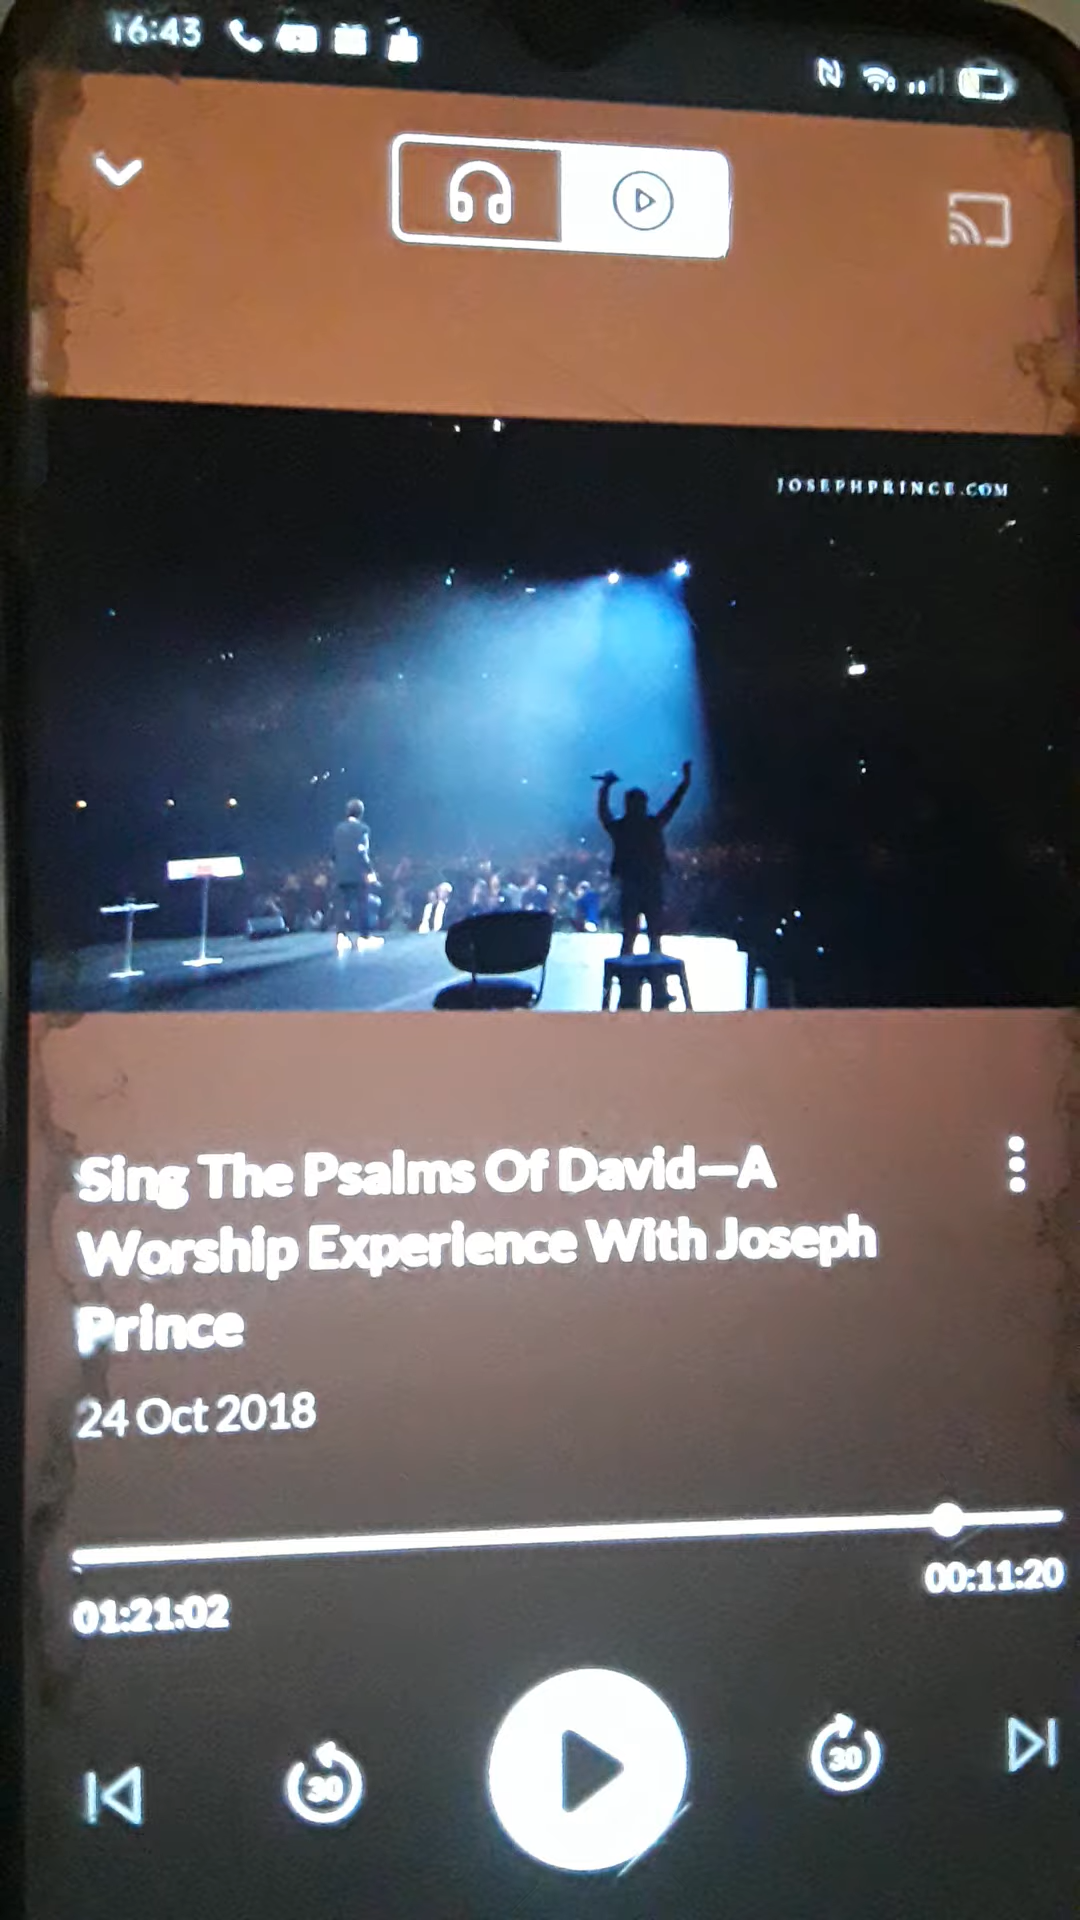 16:43
JOSEPHPRINCE.COM
Sing The Psalms Of David—A
Worship Experience With Joseph
Prince
24 Oct 2018
01:21:02
00:11:20
30
30